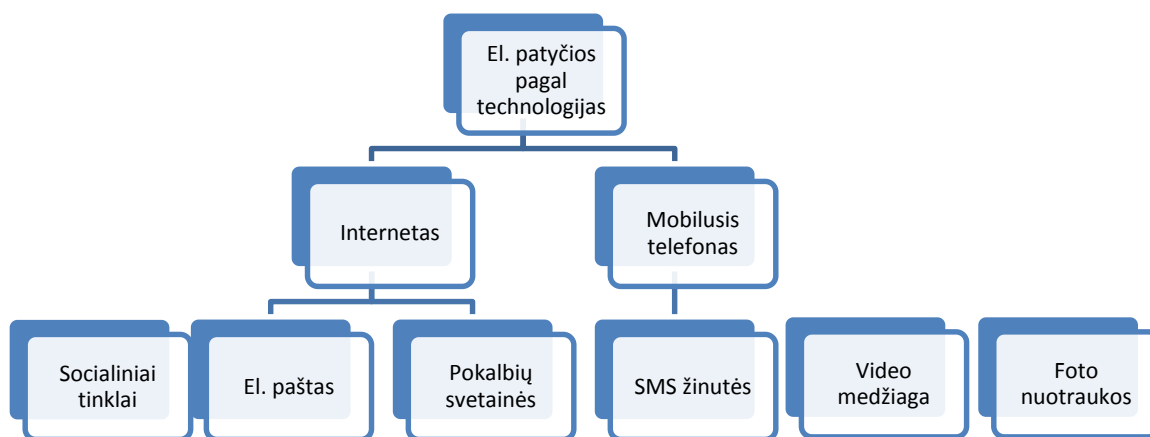 El. patyčios
pagal
technologijas
Internetas
Mobilusis
telefonas
Socialiniai
tinklai
El. paštas
Pokalbių
svetainės
SMS žinutės
Video
medžiaga
Foto
nuotraukos